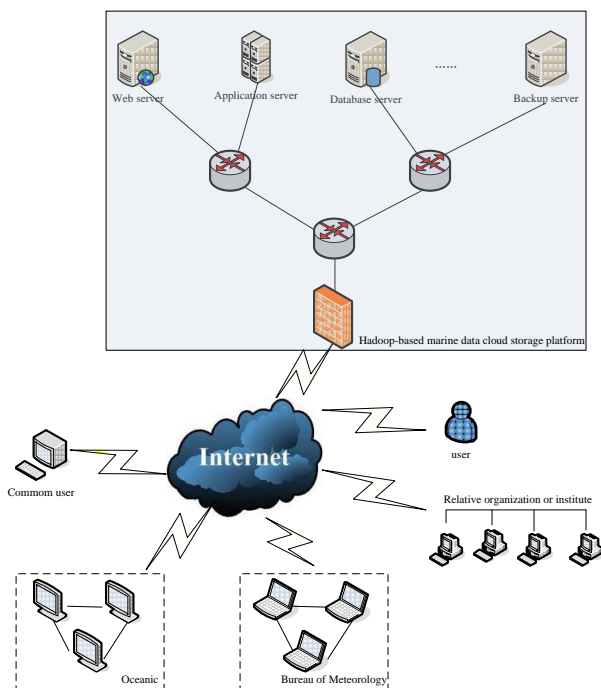 Web server
Application server
Database server
......
Backup server
Hadoop-based marine data cloud storage platform
Internet
user
Commom user
Relative organization or institute
Oceanic
Bureau of Meteorology